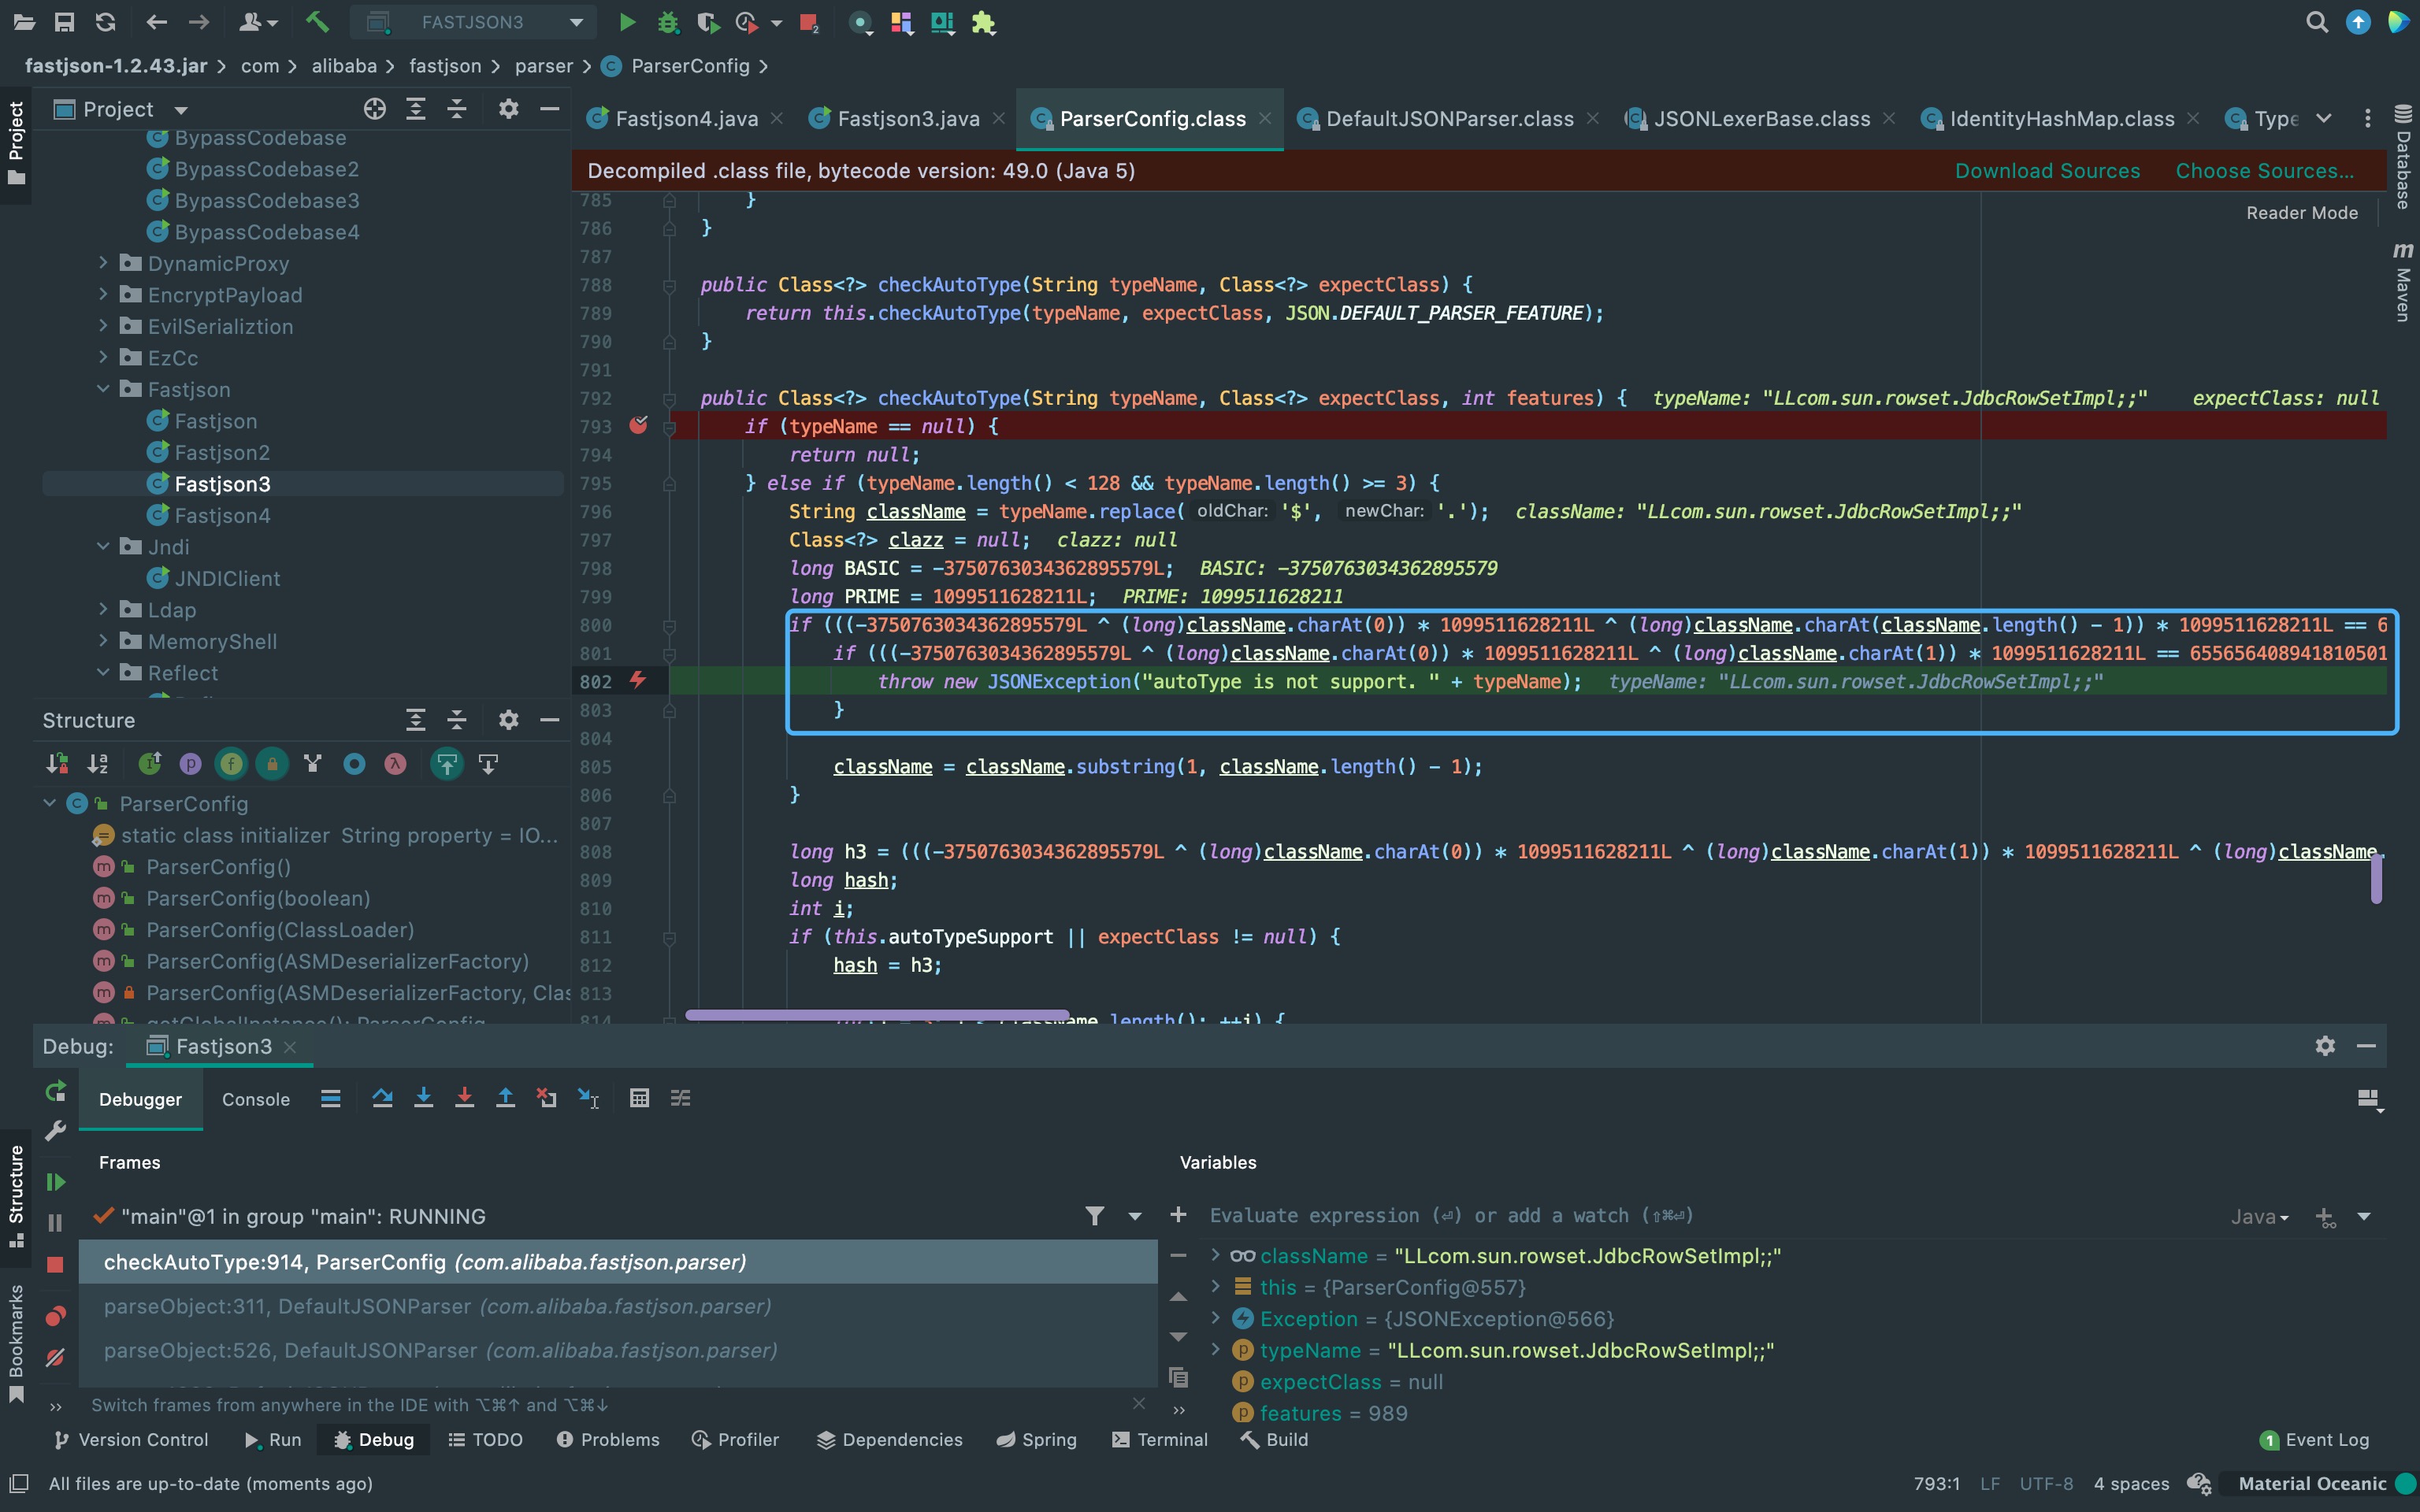 FASTJSON3
fastjson-1.2.43.jar › com › alibaba › fastjson › parser › ParserConfig ›
Project
Fastjson4.java
Fastjson3.java
ParserConfig.class
DefaultJSONParser.class
JSONLexerBase.class
IdentityHashMap.class
Type
Project
Structure
Bookmarks
Database
Maven
BypassCodebase
BypassCodebase2
BypassCodebase3
BypassCodebase4
DynamicProxy
EncryptPayload
EvilSerializtion
EzCc
Fastjson
Fastjson
Fastjson2
Fastjson3
Fastjson4
Jndi
JNDIClient
Ldap
MemoryShell
Reflect
Structure
ParserConfig
static class initializer String property = IO...
ParserConfig()
ParserConfig(boolean)
ParserConfig(ClassLoader)
ParserConfig(ASMDeserializerFactory)
ParserConfig(ASMDeserializerFactory, Clas
Decompiled .class file, bytecode version: 49.0 (Java 5)
Download Sources
Choose Sources...
Reader Mode
785 }
786 }
787
788 public Class<?> checkAutoType(String typeName, Class<?> expectClass) {
789 return this.checkAutoType(typeName, expectClass, JSON.DEFAULT_PARSER_FEATURE);
790 }
791
792 public Class<?> checkAutoType(String typeName, Class<?> expectClass, int features) { typeName: "LLcom.sun.rowset.JdbcRowSetImpl;;" expectClass: null
793 if (typeName == null) {
794 return null;
795 } else if (typeName.length() < 128 && typeName.length() >= 3) {
796 String className = typeName.replace( oldChar: '$', newChar: '.'); className: "LLcom.sun.rowset.JdbcRowSetImpl;;"
797 Class<?> clazz = null; clazz: null
798 long BASIC = -3750763034362895579L; BASIC: -3750763034362895579
799 long PRIME = 1099511628211L; PRIME: 1099511628211
800 if (((-3750763034362895579L ^ (long)className.charAt(0)) * 1099511628211L ^ (long)className.charAt(className.length() - 1)) * 1099511628211L == 6
801 if (((-3750763034362895579L ^ (long)className.charAt(0)) * 1099511628211L ^ (long)className.charAt(1)) * 1099511628211L == 6556564089418105​01
802 throw new JSONException("autoType is not support. " + typeName); typeName: "LLcom.sun.rowset.JdbcRowSetImpl;;"
803 }
804
805 className = className.substring(1, className.length() - 1);
806 }
807
808 long h3 = (((-3750763034362895579L ^ (long)className.charAt(0)) * 1099511628211L ^ (long)className.charAt(1)) * 1099511628211L ^ (long)className.
809 long hash;
810 int i;
811 if (this.autoTypeSupport || expectClass != null) {
812 hash = h3;
813
814
Debug:
Fastjson3
Debugger
Console
Frames
"main"@1 in group "main": RUNNING
checkAutoType:914, ParserConfig (com.alibaba.fastjson.parser)
parseObject:311, DefaultJSONParser (com.alibaba.fastjson.parser)
parseObject:526, DefaultJSONParser (com.alibaba.fastjson.parser)
Switch frames from anywhere in the IDE with ⌥⌘↑ and ⌥⌘↓
Variables
Evaluate expression (⏎) or add a watch (⇧⌘⏎)
Java
className = "LLcom.sun.rowset.JdbcRowSetImpl;;"
this = {ParserConfig@557}
Exception = {JSONException@566}
typeName = "LLcom.sun.rowset.JdbcRowSetImpl;;"
expectClass = null
features = 989
Version Control
Run
Debug
TODO
Problems
Profiler
Dependencies
Spring
Terminal
Build
1 Event Log
All files are up-to-date (moments ago)
793:1
LF
UTF-8
4 spaces
Material Oceanic